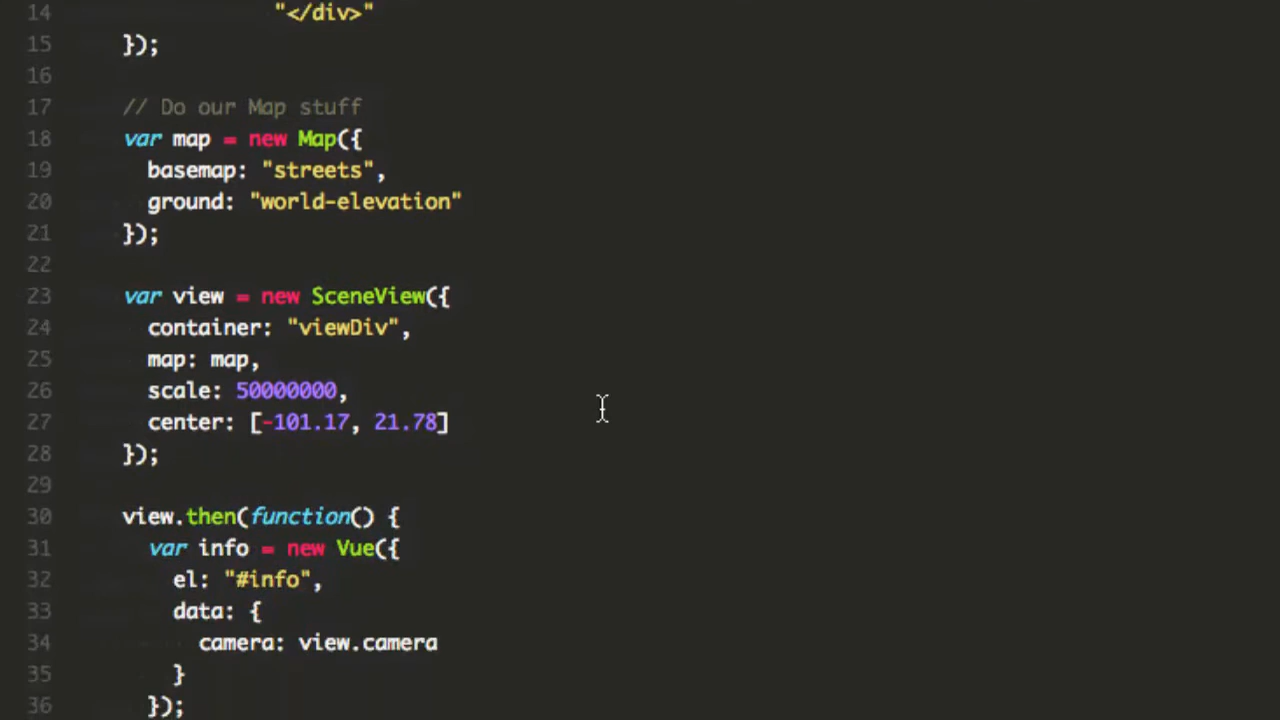 14 "</div>"
15 });
16
17 // Do our Map stuff
18 var map = new Map({
19 basemap: "streets",
20 ground: "world-elevation"
21 });
22
23 var view = new SceneView({
24 container: "viewDiv",
25 map: map,
26 scale: 50000000,
27 center: [-101.17, 21.78]
28 });
29
30 view.then(function() {
31 var info = new Vue({
32 el: "#info",
33 data: {
34 camera: view.camera
35 }
36 });